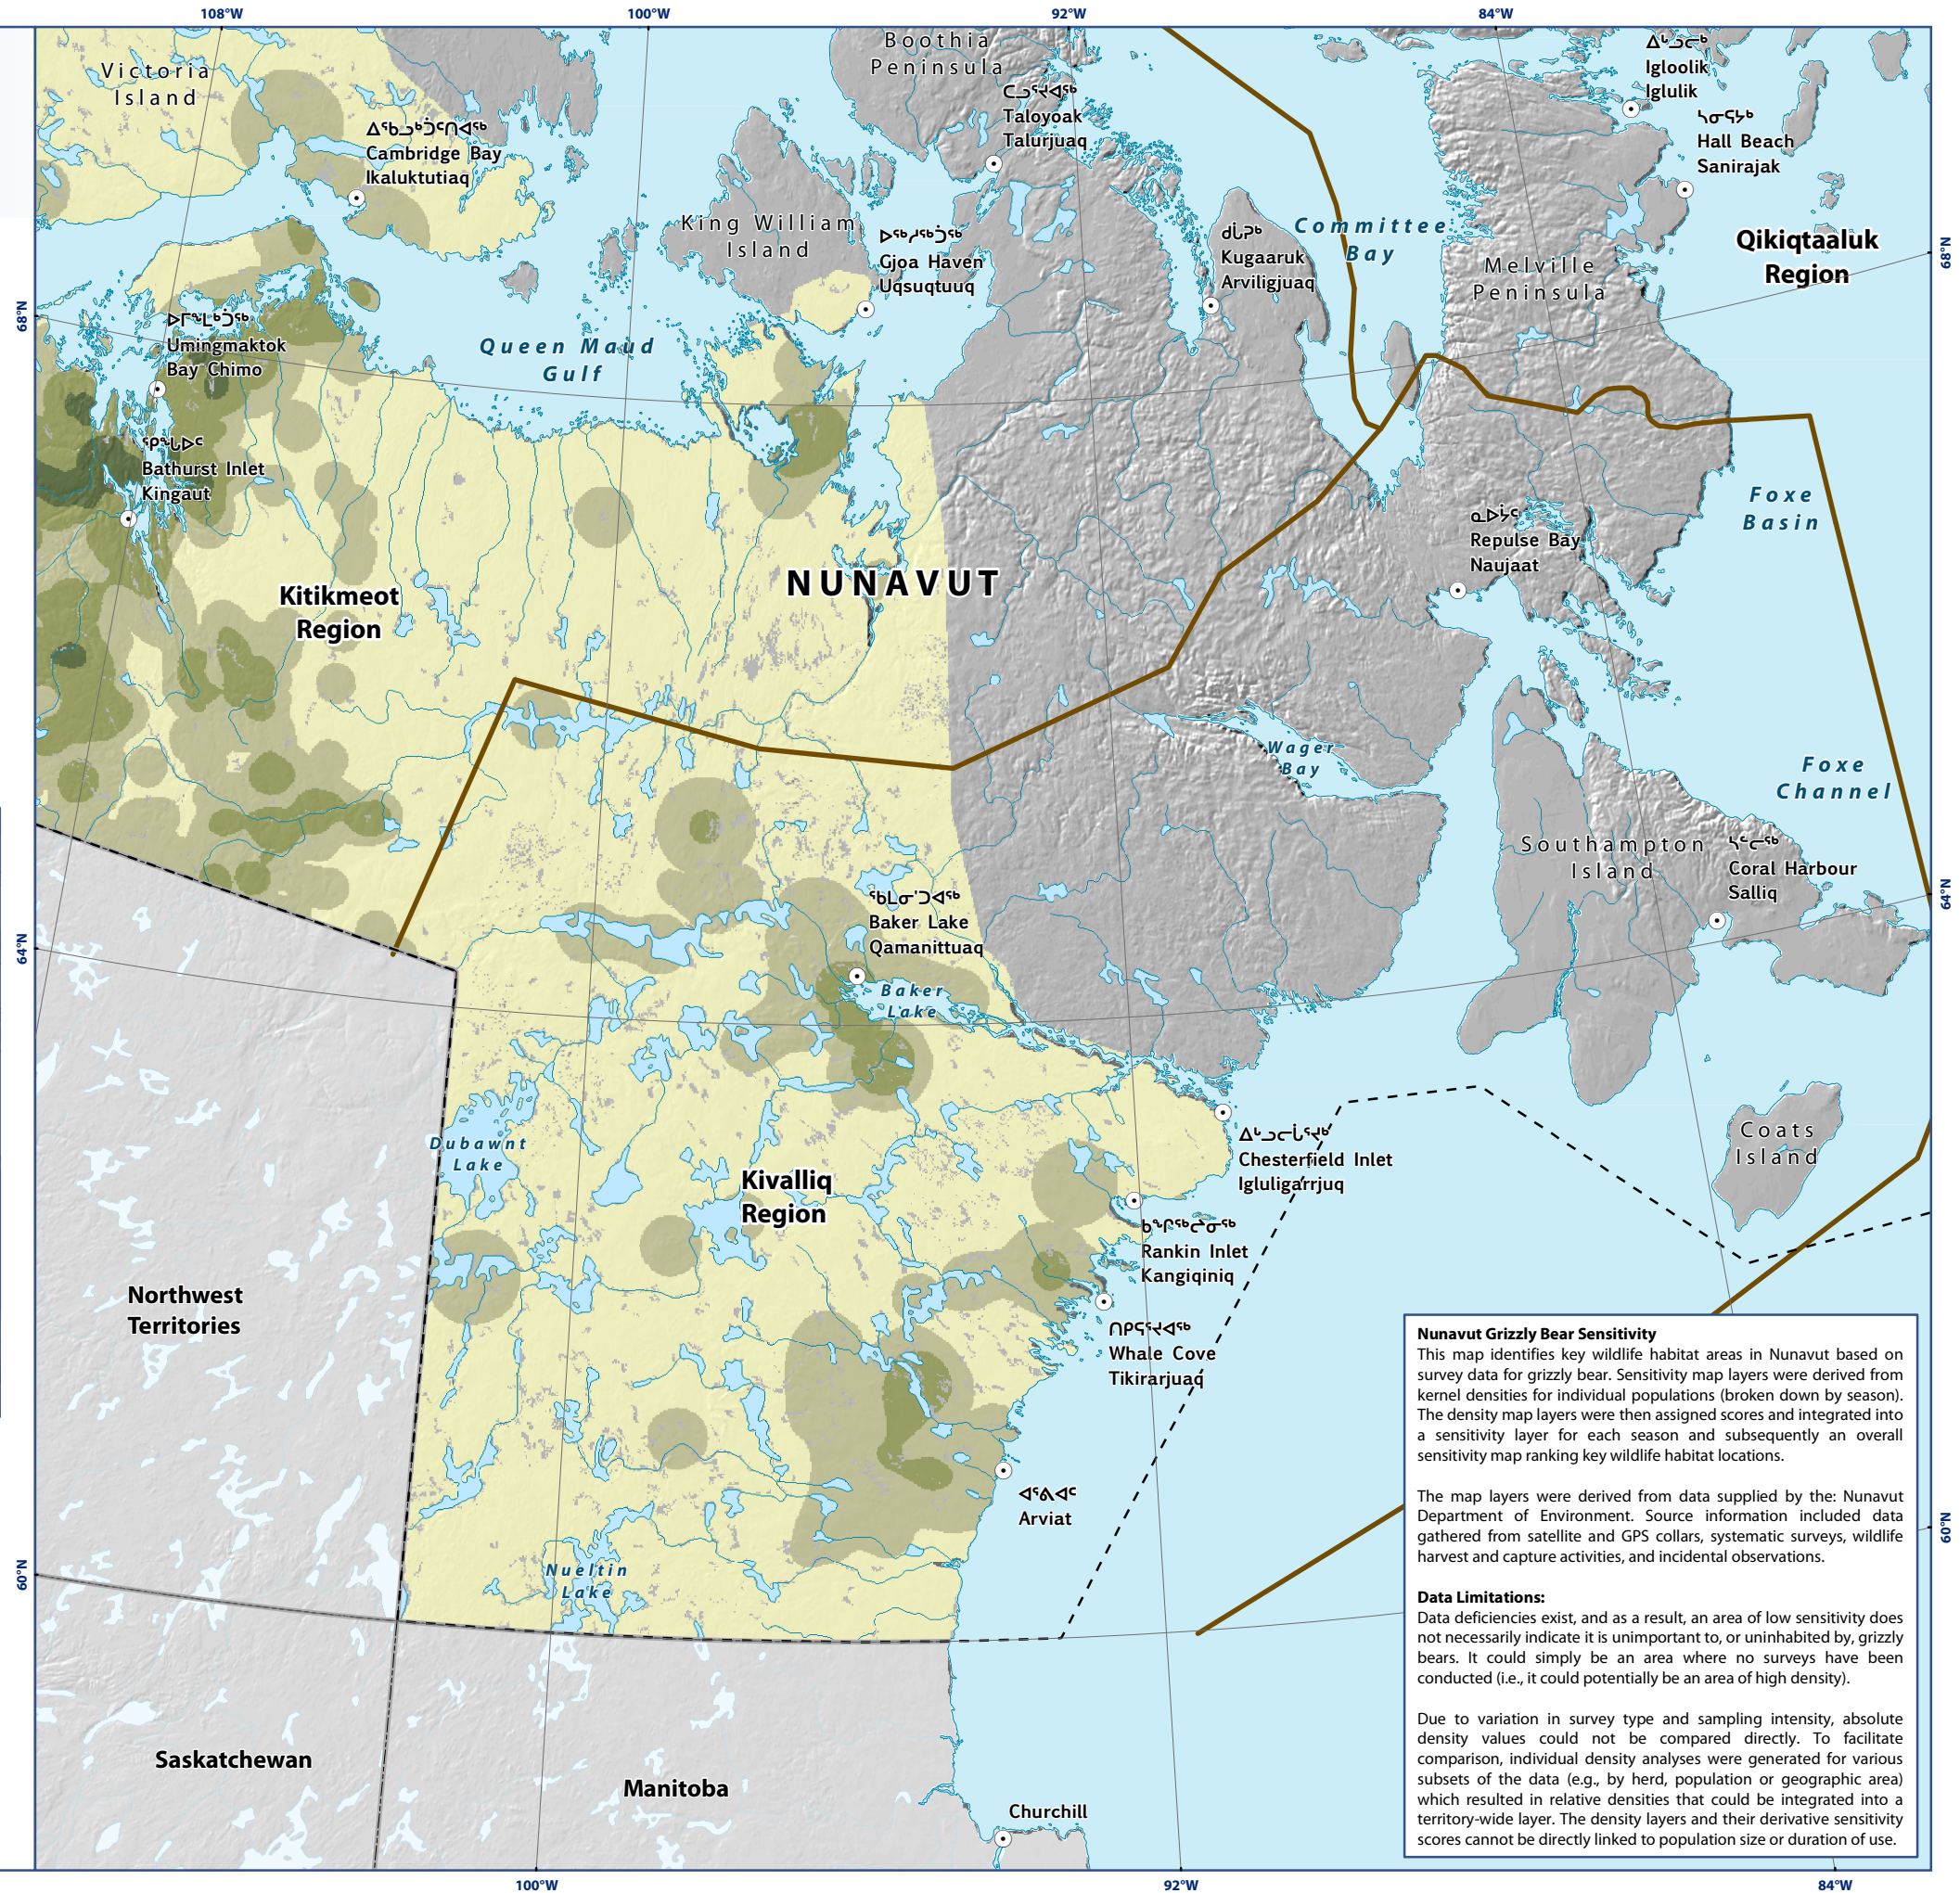 108°W
100°W
92°W
84°W
Victoria
Island
ᐃᖃᓗᒃᑑᑦᑎᐊᖅ
Cambridge Bay
Ikaluktutiaq
Boothia
Peninsula
ᑕᓗᕐᔪᐊᖅ
Taloyoak
Talurjuaq
ᐃᒡᓗᓕᒃ
Igloolik
Iglulik
ᓴᓂᕋᔭᒃ
Hall Beach
Sanirajak
King William
Island
ᐅᖅᓱᖅᑑᖅ
Gjoa Haven
Uqsuqtuuq
ᑰᒑᕈᒃ
Kugaaruk
Arviligjuaq
Committee
Bay
Melville
Peninsula
Qikiqtaaluk
Region
68°N
68°N
ᐅᒥᖕᒪᒃᑑᖅ
Umingmaktok
Bay Chimo
Queen Maud
Gulf
ᕿᙵᐅᑦ
Bathurst Inlet
Kingaut
Kitikmeot
Region
NUNAVUT
ᓇᐅᔮᑦ
Repulse Bay
Naujaat
Foxe
Basin
Wager
Bay
Foxe
Channel
Southampton
Island
ᓴᓪᓕᖅ
Coral Harbour
Salliq
64°N
64°N
ᖃᒪᓂ'ᑐᐊᖅ
Baker Lake
Qamanittuaq
Baker
Lake
Dubawnt
Lake
Kivalliq
Region
ᐃᒡᓗᓕᒑᕐᔪᒃ
Chesterfield Inlet
Igluligarrjuq
Coats
Island
ᑲᖏᖅᖠᓂᖅ
Rankin Inlet
Kangiqiniq
ᑎᑭᕋᕐᔪᐊᖅ
Whale Cove
Tikirarjuaq
Northwest
Territories
ᐊᕐᕕᐊᑦ
Arviat
Nueltin
Lake
60°N
60°N
Saskatchewan
Manitoba
Churchill
Nunavut Grizzly Bear Sensitivity
This map identifies key wildlife habitat areas in Nunavut based on
survey data for grizzly bear. Sensitivity map layers were derived from
kernel densities for individual populations (broken down by season).
The density map layers were then assigned scores and integrated into
a sensitivity layer for each season and subsequently an overall
sensitivity map ranking key wildlife habitat locations.
The map layers were derived from data supplied by the: Nunavut
Department of Environment. Source information included data
gathered from satellite and GPS collars, systematic surveys, wildlife
harvest and capture activities, and incidental observations.
Data Limitations:
Data deficiencies exist, and as a result, an area of low sensitivity does
not necessarily indicate it is unimportant to, or uninhabited by, grizzly
bears. It could simply be an area where no surveys have been
conducted (i.e., it could potentially be an area of high density).
Due to variation in survey type and sampling intensity, absolute
density values could not be compared directly. To facilitate
comparison, individual density analyses were generated for various
subsets of the data (e.g., by herd, population or geographic area)
which resulted in relative densities that could be integrated into a
territory-wide layer. The density layers and their derivative sensitivity
scores cannot be directly linked to population size or duration of use.
100°W
92°W
84°W